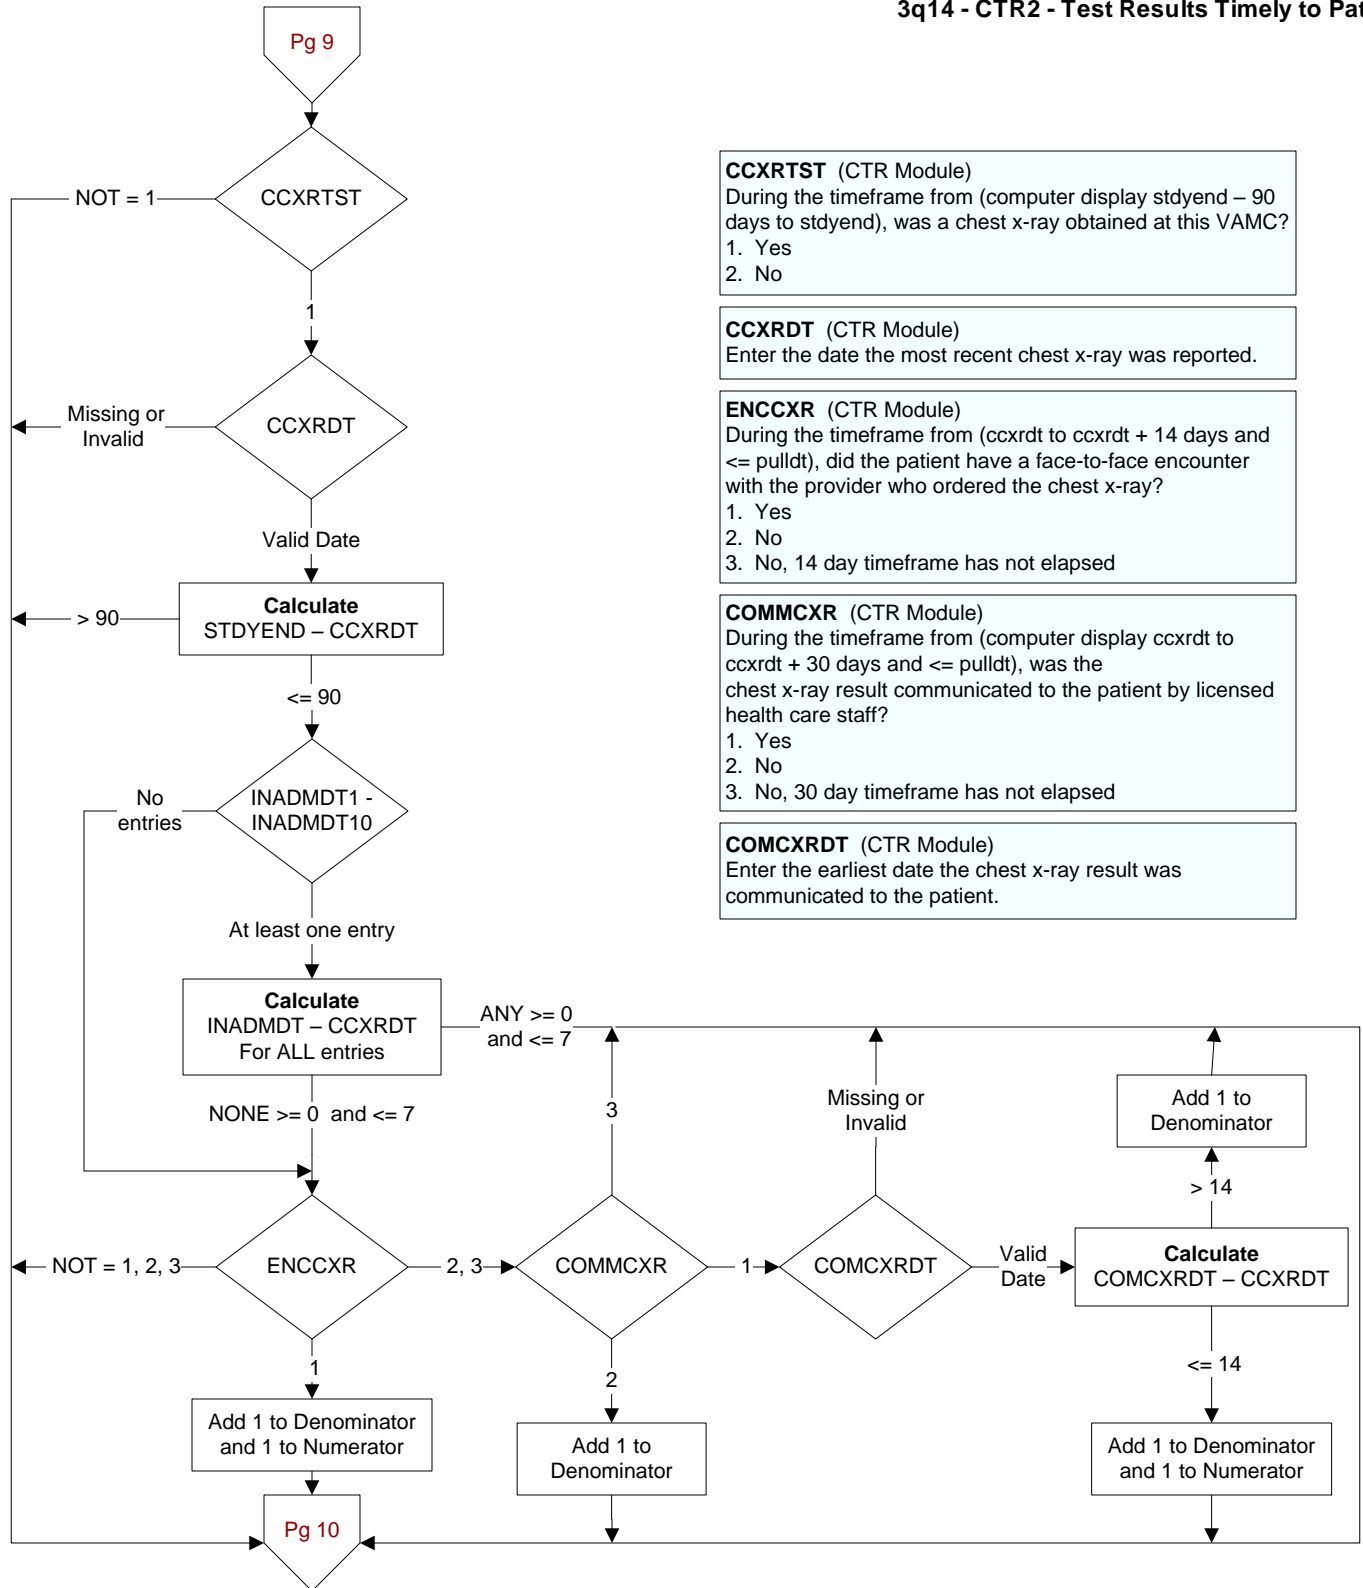 3q14 - CTR2 - Test Results Timely to Pat
Pg 9
CCXRTST
NOT = 1
1
CCXRDT
Missing or
Invalid
Valid Date
Calculate
STDYEND – CCXRDT
> 90
<= 90
INADMDT1 -
INADMDT10
No
entries
At least one entry
Calculate
INADMDT – CCXRDT
For ALL entries
ANY >= 0
and <= 7
NONE >= 0 and <= 7
ENCCXR
NOT = 1, 2, 3
2, 3
1
Add 1 to Denominator
and 1 to Numerator
Pg 10
COMMCXR
3
1
2
Add 1 to
Denominator
COMCXRDT
Missing or
Invalid
Valid
Date
Calculate
COMCXRDT – CCXRDT
> 14
Add 1 to
Denominator
<= 14
Add 1 to Denominator
and 1 to Numerator
CCXRTST (CTR Module)
During the timeframe from (computer display stdyend – 90
days to stdyend), was a chest x-ray obtained at this VAMC?
1. Yes
2. No
CCXRDT (CTR Module)
Enter the date the most recent chest x-ray was reported.
ENCCXR (CTR Module)
During the timeframe from (ccxrdt to ccxrdt + 14 days and
<= pulldt), did the patient have a face-to-face encounter
with the provider who ordered the chest x-ray?
1. Yes
2. No
3. No, 14 day timeframe has not elapsed
COMMCXR (CTR Module)
During the timeframe from (computer display ccxrdt to
ccxrdt + 30 days and <= pulldt), was the
chest x-ray result communicated to the patient by licensed
health care staff?
1. Yes
2. No
3. No, 30 day timeframe has not elapsed
COMCXRDT (CTR Module)
Enter the earliest date the chest x-ray result was
communicated to the patient.